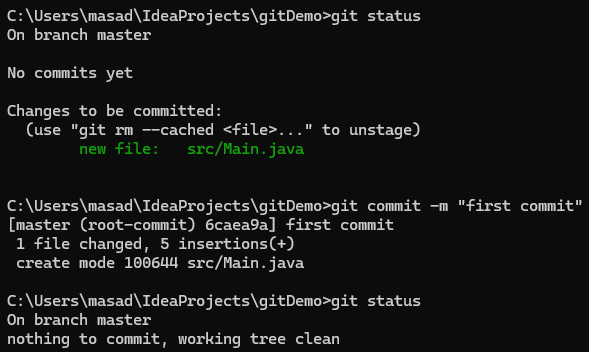 C:\Users\masad\IdeaProjects\gitDemo>git status
On branch master
No commits yet
Changes to be committed:
  (use "git rm --cached <file>..." to unstage)
        new file:   src/Main.java
C:\Users\masad\IdeaProjects\gitDemo>git commit -m "first commit"
[master (root-commit) 6caea9a] first commit
 1 file changed, 5 insertions(+)
 create mode 100644 src/Main.java
C:\Users\masad\IdeaProjects\gitDemo>git status
On branch master
nothing to commit, working tree clean